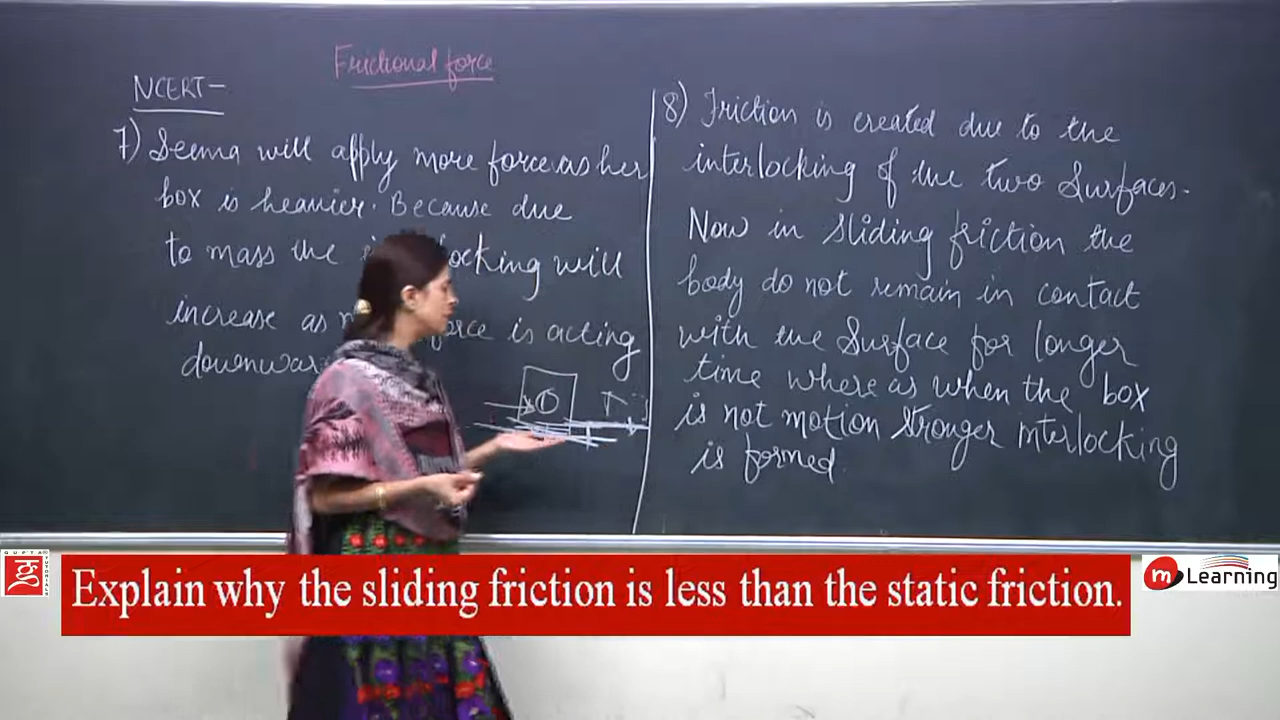 Frictional force
NCERT-
7) Seema will apply more force as her
box is heavier. Because due
to mass the locking will
increase as force is acting
8) Friction is created due to the
interlocking of the two surfaces.
Now in sliding friction the
body do not remain in contact
with the surface for longer
time where as when the box
is not motion stronger interlocking
is formed.
GUPTA
Explain why the sliding friction is less than the static friction.
m Learning